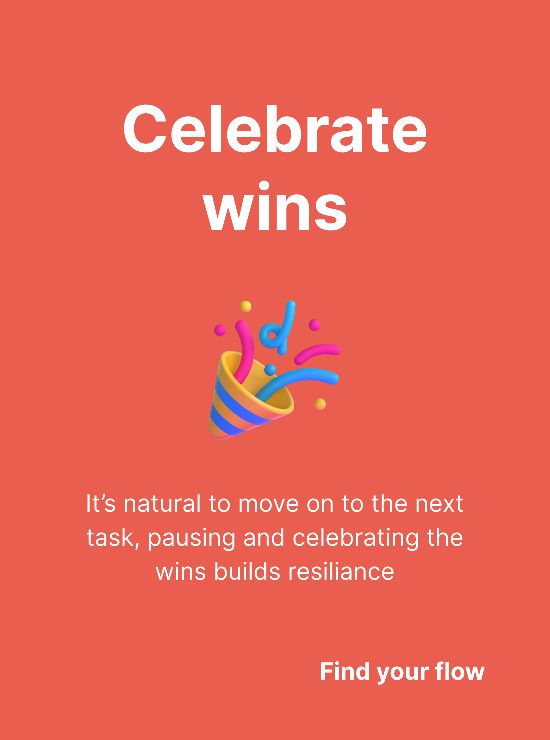 Celebrate
wins
It’s natural to move on to the next
task, pausing and celebrating the
wins builds resiliance
Find your flow